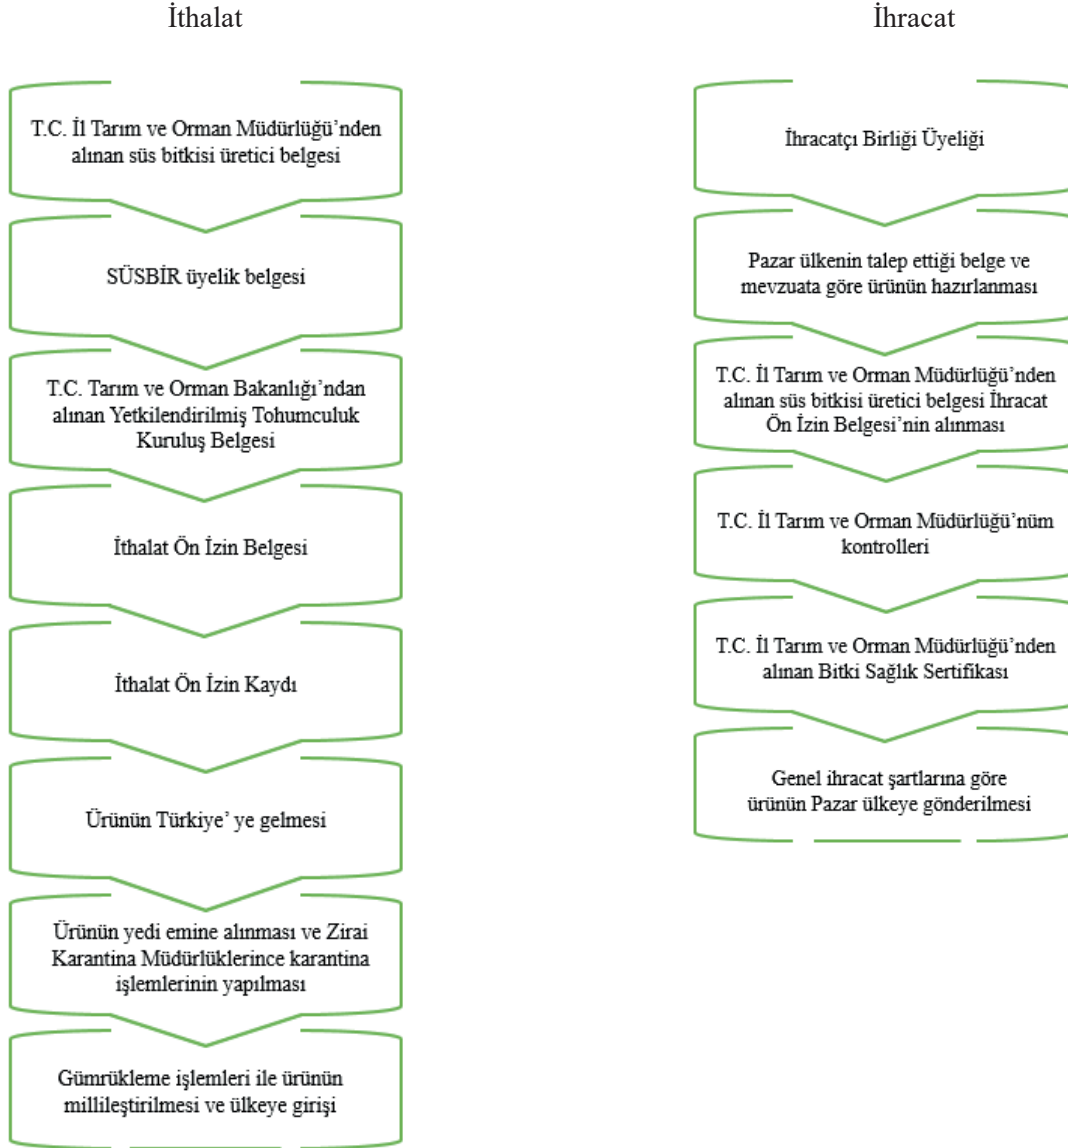 İthalat
T.C. İl Tarım ve Orman Müdürlüğü’nden
alınan süs bitkisi üretici belgesi
SÜSBİR üyelik belgesi
T.C. Tarım ve Orman Bakanlığı’ndan
alınan Yetkilendirilmiş Tohumculuk
Kuruluş Belgesi
İthalat Ön İzin Belgesi
İthalat Ön İzin Kaydı
Ürünün Türkiye’ ye gelmesi
Ürünün yedi emine alınması ve Zirai
Karantina Müdürlüklerince karantina
işlemlerinin yapılması
Gümrükleme işlemleri ile ürünün
millileştirilmesi ve ülkeye girişi
İhracat
İhracatçı Birliği Üyeliği
Pazar ülkenin talep ettiği belge ve
mevzuata göre ürünün hazırlanması
T.C. İl Tarım ve Orman Müdürlüğü’nden
alınan süs bitkisi üretici belgesi İhracat
Ön İzin Belgesi’nin alınması
T.C. İl Tarım ve Orman Müdürlüğü’nüm
kontrolleri
T.C. İl Tarım ve Orman Müdürlüğü’nden
alınan Bitki Sağlık Sertifikası
Genel ihracat şartlarına göre
ürünün Pazar ülkeye gönderilmesi